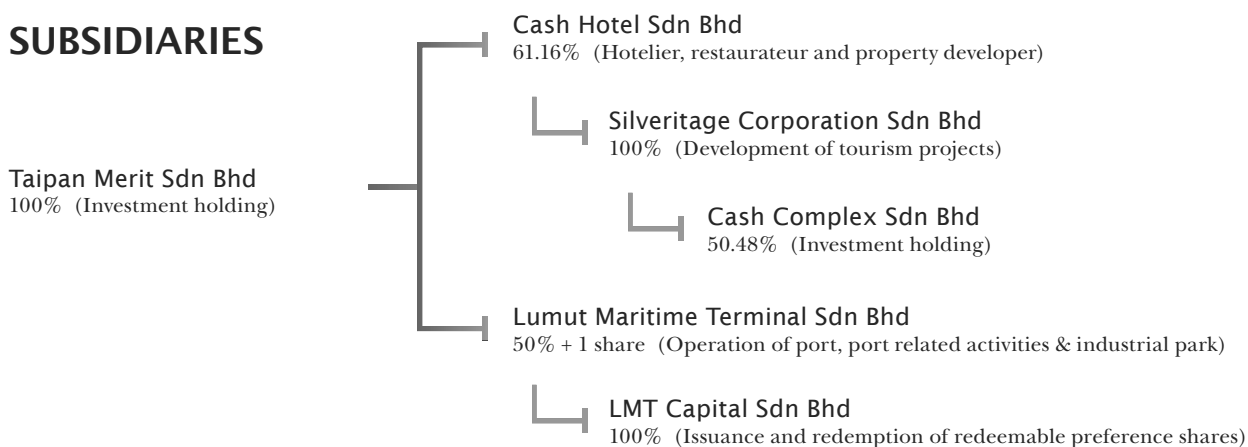 SUBSIDIARIES
Taipan Merit Sdn Bhd
100% (Investment holding)
Cash Hotel Sdn Bhd
61.16% (Hotelier, restaurateur and property developer)
Silveritage Corporation Sdn Bhd
100% (Development of tourism projects)
Cash Complex Sdn Bhd
50.48% (Investment holding)
Lumut Maritime Terminal Sdn Bhd
50% + 1 share (Operation of port, port related activities & industrial park)
LMT Capital Sdn Bhd
100% (Issuance and redemption of redeemable preference shares)